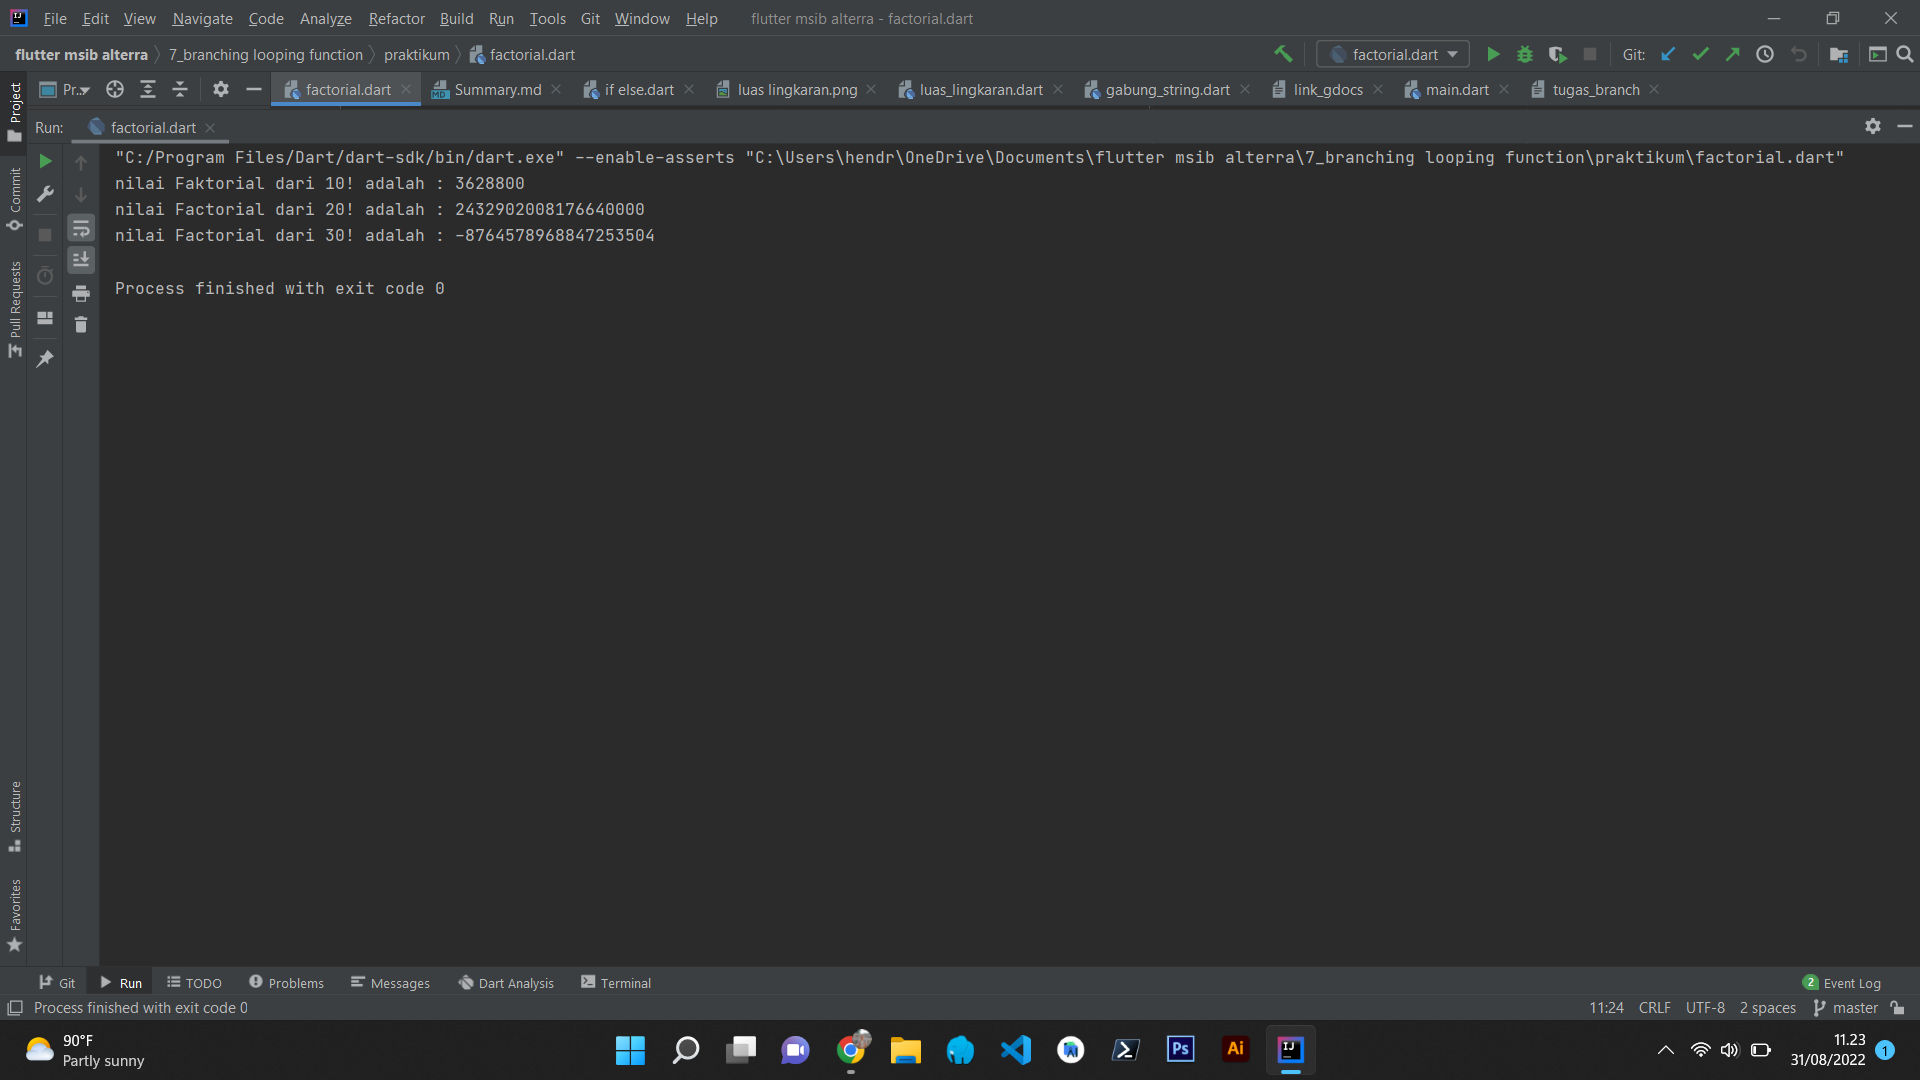 File Edit View Navigate Code Analyze Refactor Build Run Tools Git Window Help flutter msib alterra - factorial.dart
flutter msib alterra 7_branching looping function praktikum factorial.dart factorial.dart Git:
Project Pr... factorial.dart Summary.md if else.dart luas lingkaran.png luas_lingkaran.dart gabung_string.dart link_gdocs main.dart tugas_branch
Run: factorial.dart
"C:/Program Files/Dart/dart-sdk/bin/dart.exe" --enable-asserts "C:\Users\hendr\OneDrive\Documents\flutter msib alterra\7_branching looping function\praktikum\factorial.dart"
nilai Faktorial dari 10! adalah : 3628800
nilai Factorial dari 20! adalah : 2432902008176640000
nilai Factorial dari 30! adalah : -8764578968847253504
Process finished with exit code 0
Commit
Pull Requests
Structure
Favorites
Git Run TODO Problems Messages Dart Analysis Terminal 2 Event Log
Process finished with exit code 0 11:24 CRLF UTF-8 2 spaces master
90°F
Partly sunny
Ps Ai IJ
11.23
31/08/2022 1